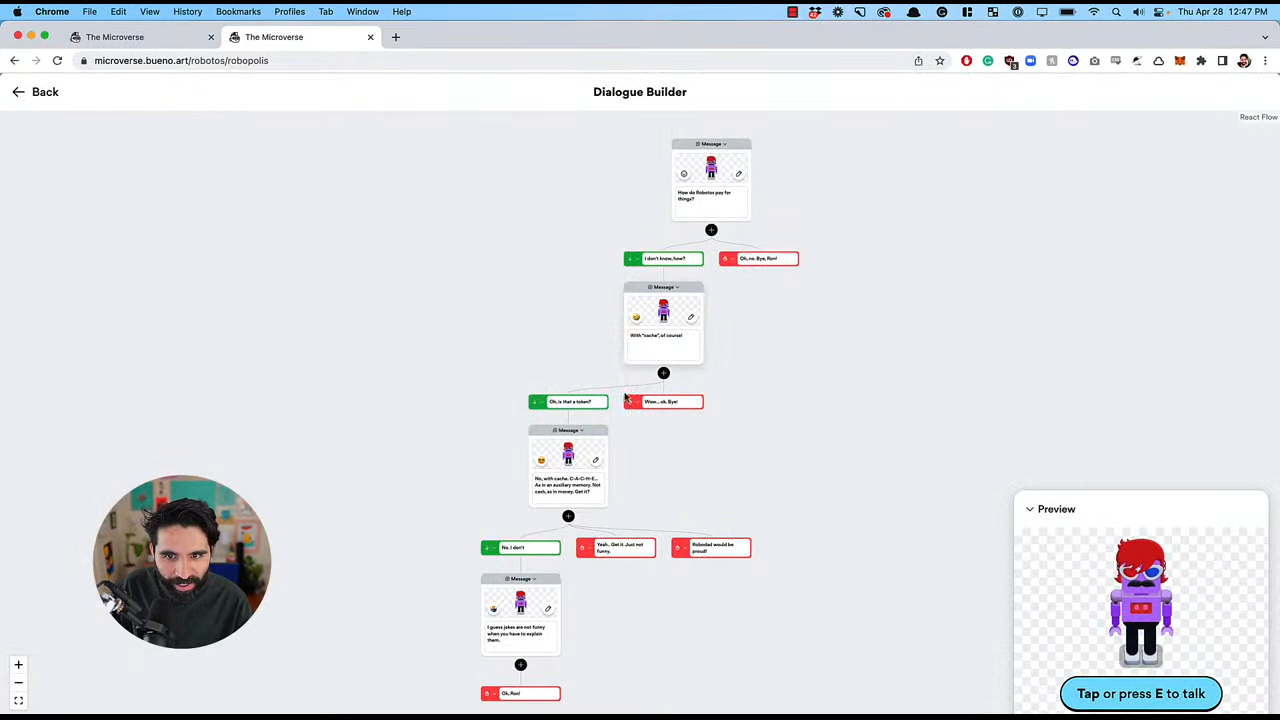 Chrome File Edit View History Bookmarks Profiles Tab Window Help Thu Apr 28 12:47 PM
The Microverse The Microverse
microverse.bueno.art/robotos/robopolis
Back Dialogue Builder
React Flow
Message
How do Robotos pay for
things?
I don't know, how? Oh, no. Bye, Ron!
Message
With "cache", of course!
Oh, is that a token? Wow... ok. Bye!
Message
No, with cache. C-A-C-H-E...
As in an auxiliary memory. Not
cash, as in money. Get it?
No. I don't
Yeah.. Get it. Just not
funny.
Robodad would be
proud!
Message
I guess jokes are not funny
when you have to explain
them.
Ok, Ron!
Preview
Tap or press E to talk